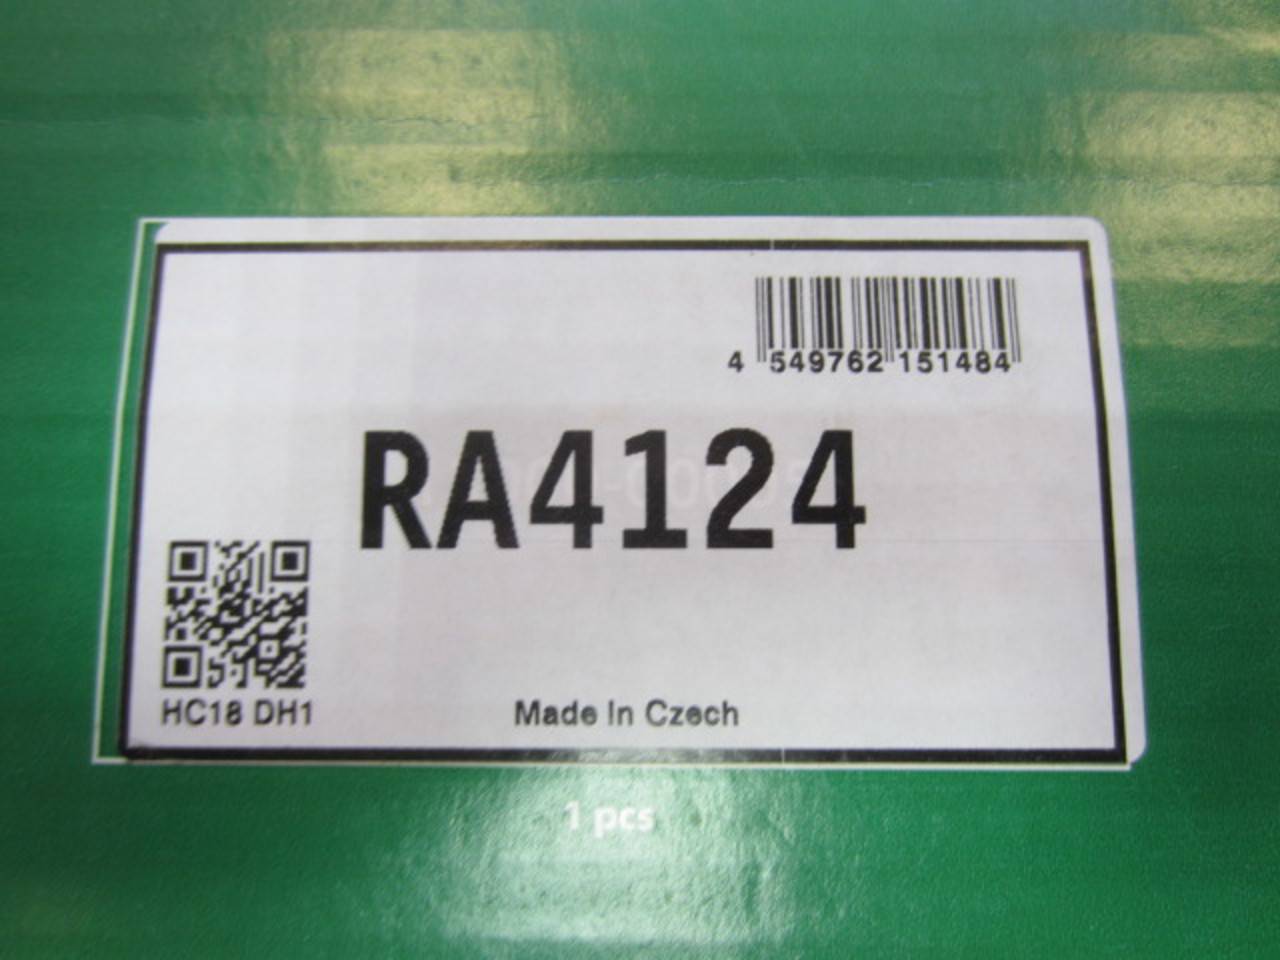 4 549762 151484
RA4124
HC18 DH1
Made In Czech
1 pcs